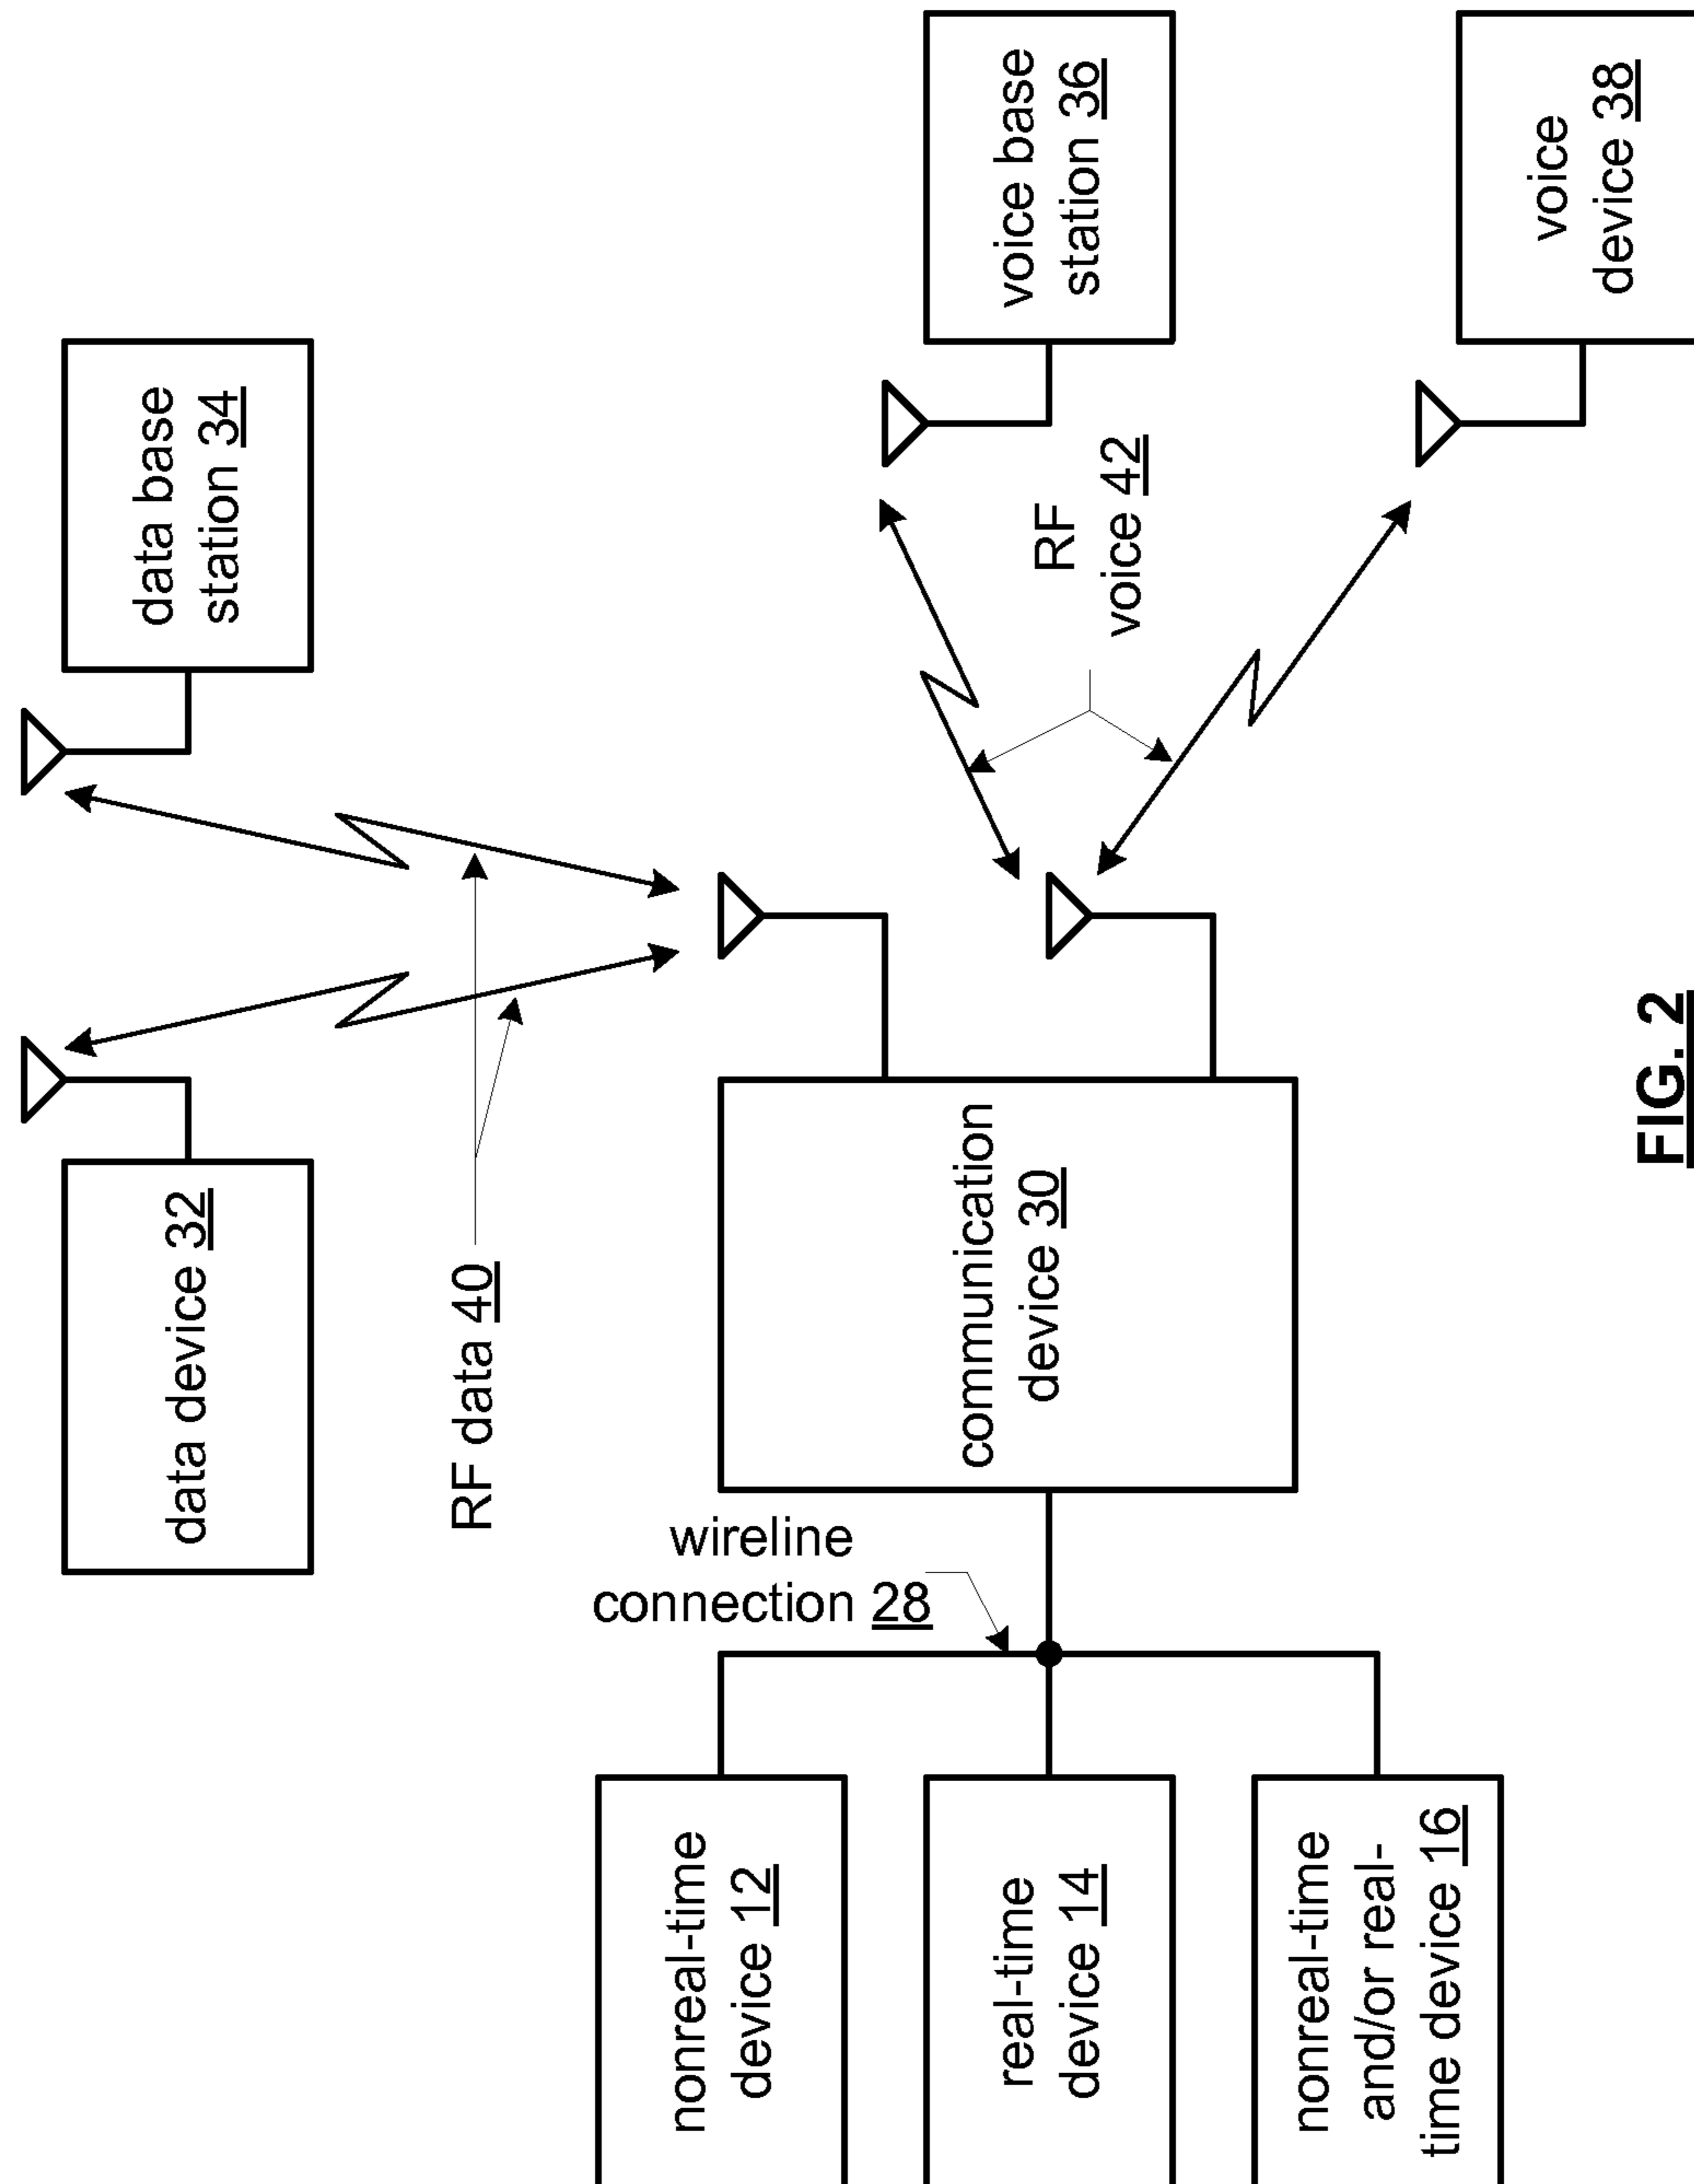 data device 32
data base
station 34
RF data 40
wireline
connection 28
nonreal-time
device 12
communication
device 30
RF
voice 42
voice base
station 36
real-time
device 14
nonreal-time
and/or real-
time device 16
voice
device 38
FIG. 2